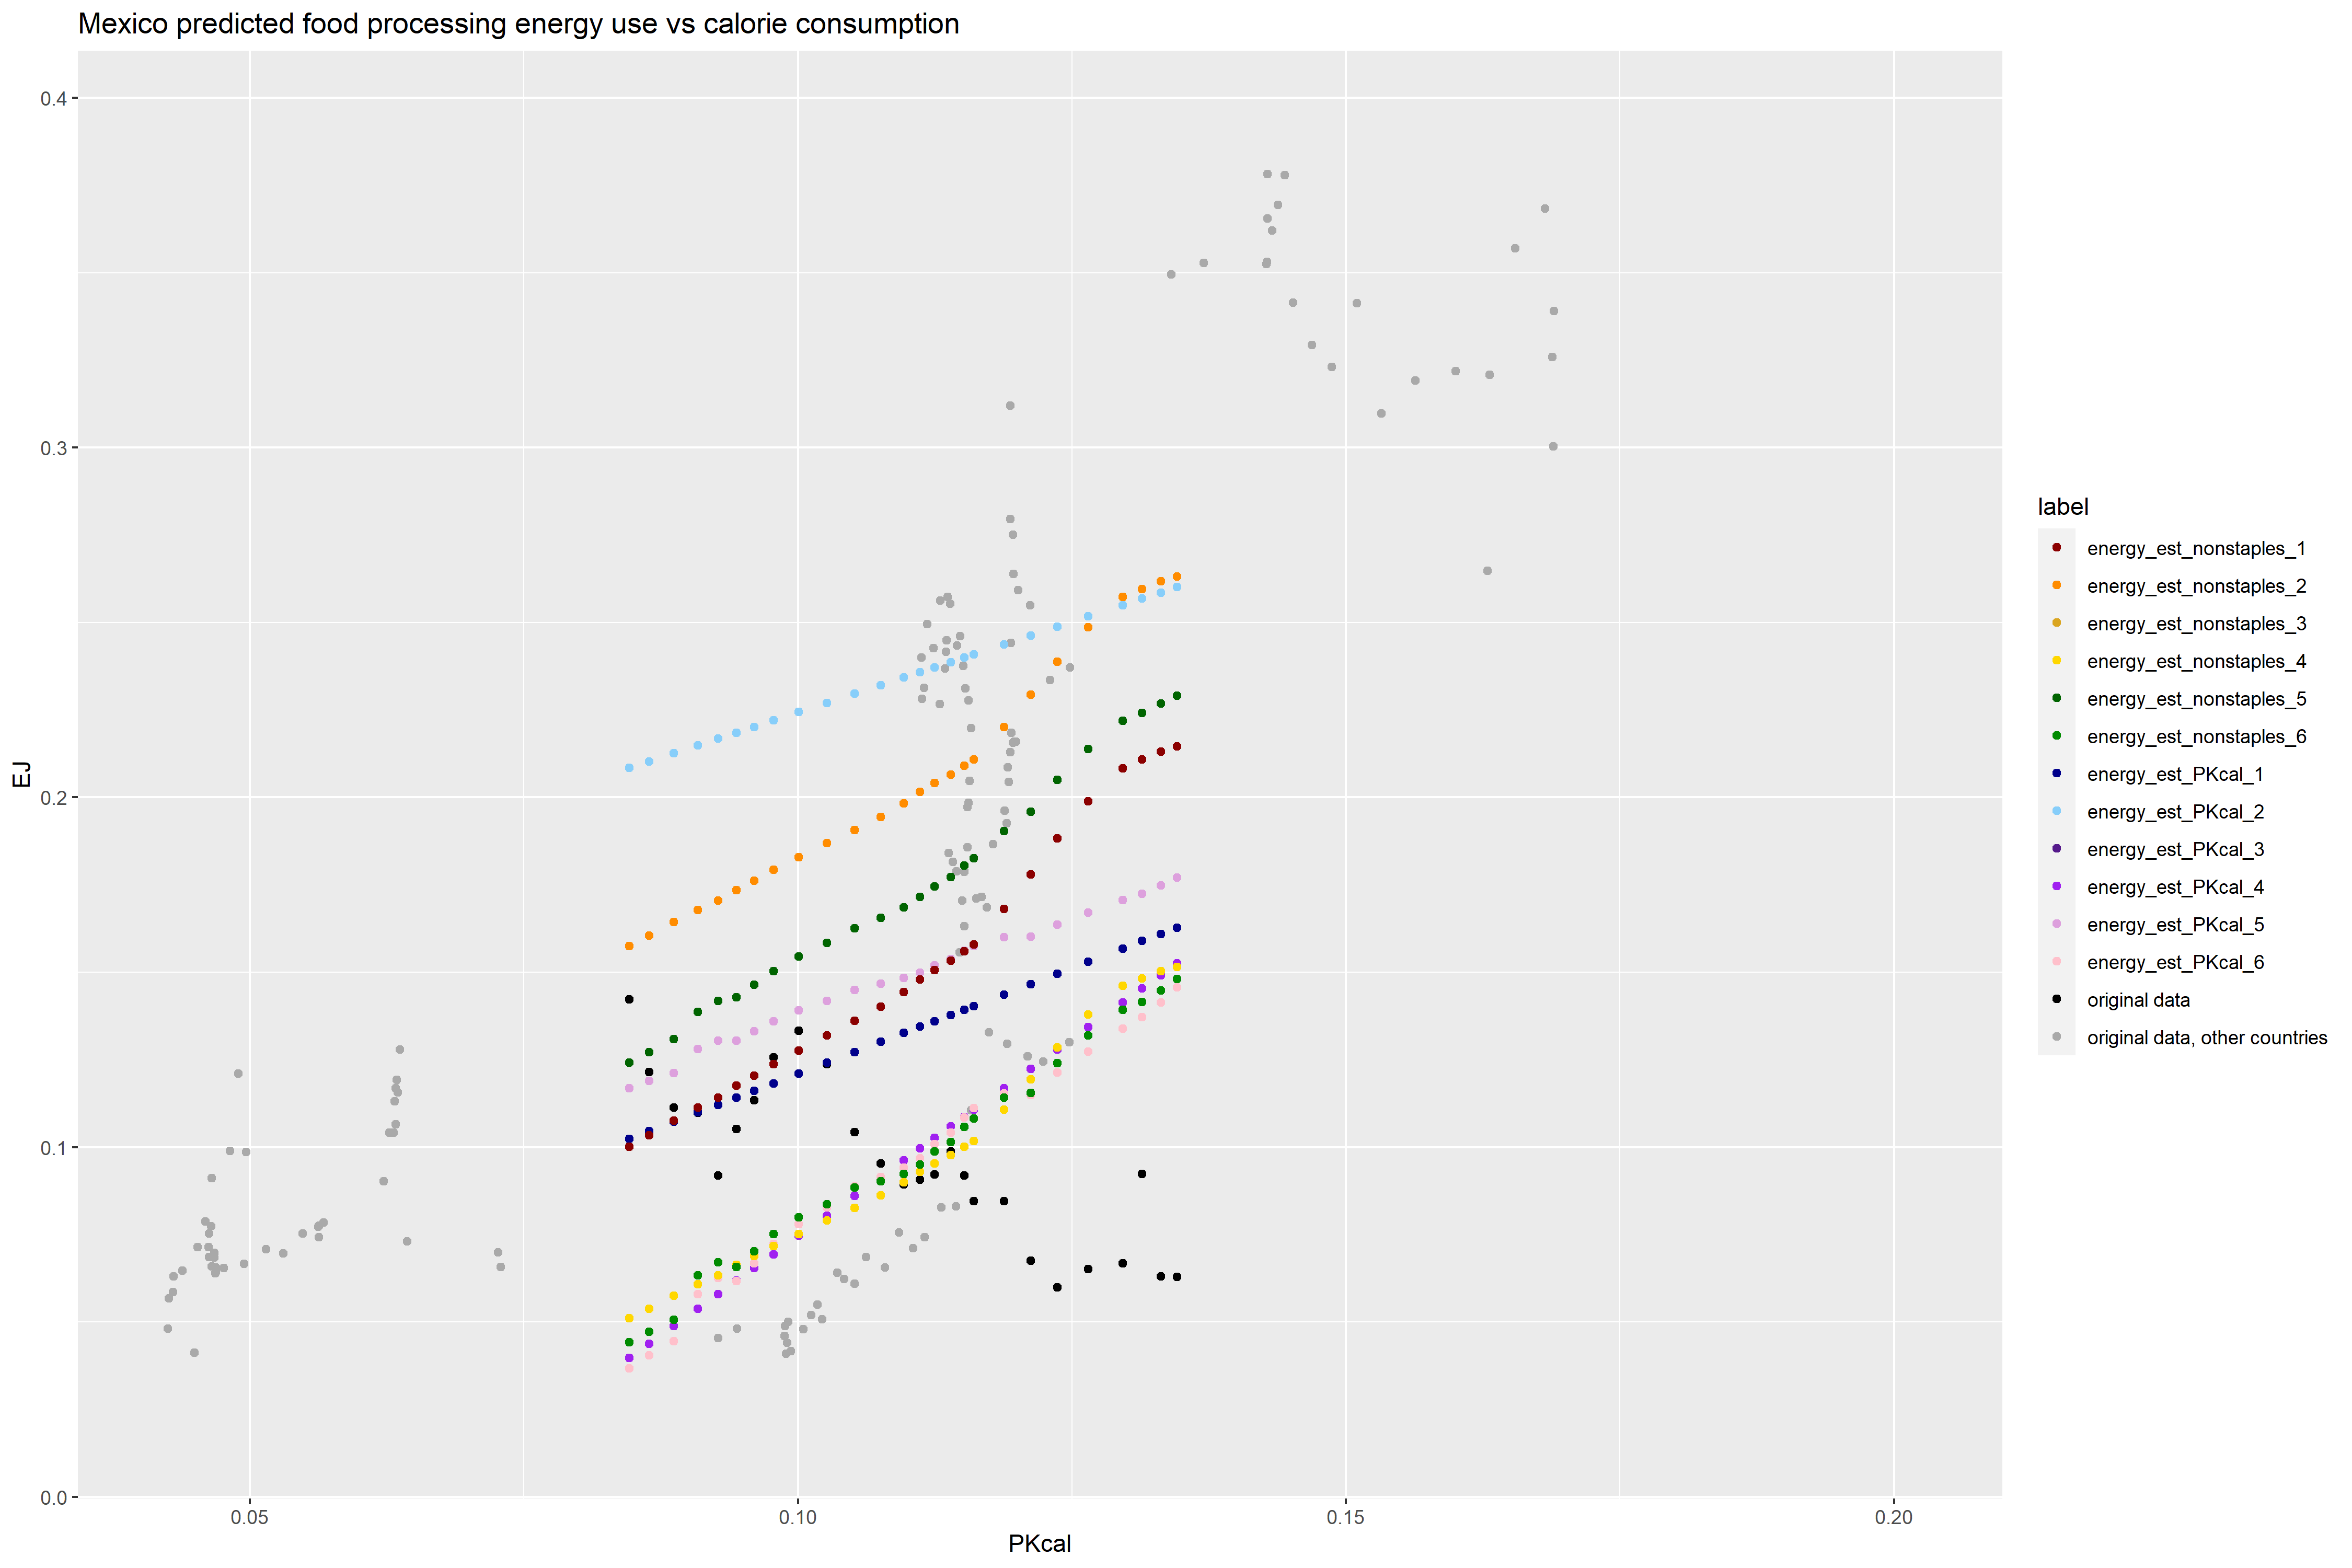 Mexico predicted food processing energy use vs calorie consumption
0.4
0.3
0.2
0.1
0.0
EJ
0.05 0.10 0.15 0.20
PKcal
label
energy_est_nonstaples_1
energy_est_nonstaples_2
energy_est_nonstaples_3
energy_est_nonstaples_4
energy_est_nonstaples_5
energy_est_nonstaples_6
energy_est_PKcal_1
energy_est_PKcal_2
energy_est_PKcal_3
energy_est_PKcal_4
energy_est_PKcal_5
energy_est_PKcal_6
original data
original data, other countries